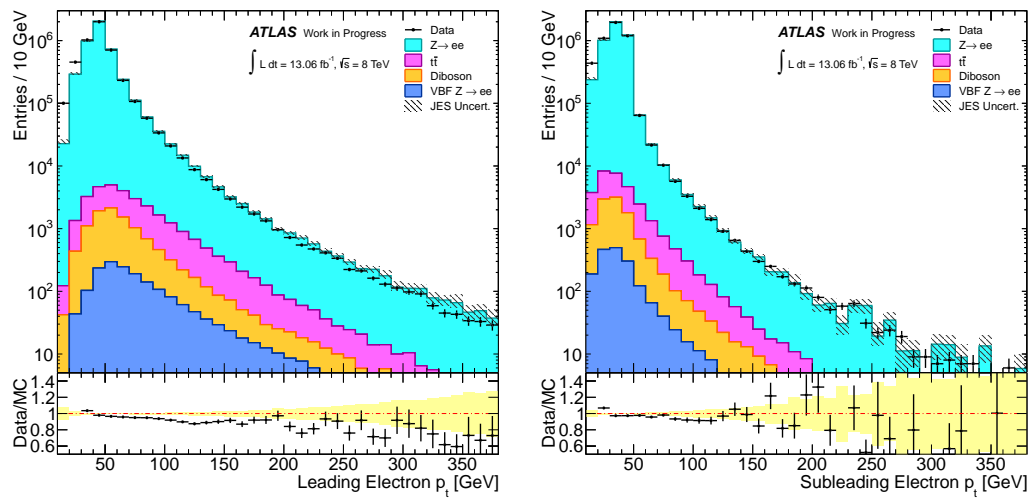 ATLAS Work in Progress
∫ L dt = 13.06 fb⁻¹, √s = 8 TeV
Data
Z→ ee
tt̄
Diboson
VBF Z → ee
JES Uncert.
Entries / 10 GeV
10⁶
10⁵
10⁴
10³
10²
10
Data/MC
1.4
1.2
1
0.8
0.6
50 100 150 200 250 300 350
Leading Electron pₜ [GeV]
ATLAS Work in Progress
∫ L dt = 13.06 fb⁻¹, √s = 8 TeV
Data
Z→ ee
tt̄
Diboson
VBF Z → ee
JES Uncert.
Entries / 10 GeV
10⁶
10⁵
10⁴
10³
10²
10
Data/MC
1.4
1.2
1
0.8
0.6
50 100 150 200 250 300 350
Subleading Electron pₜ [GeV]